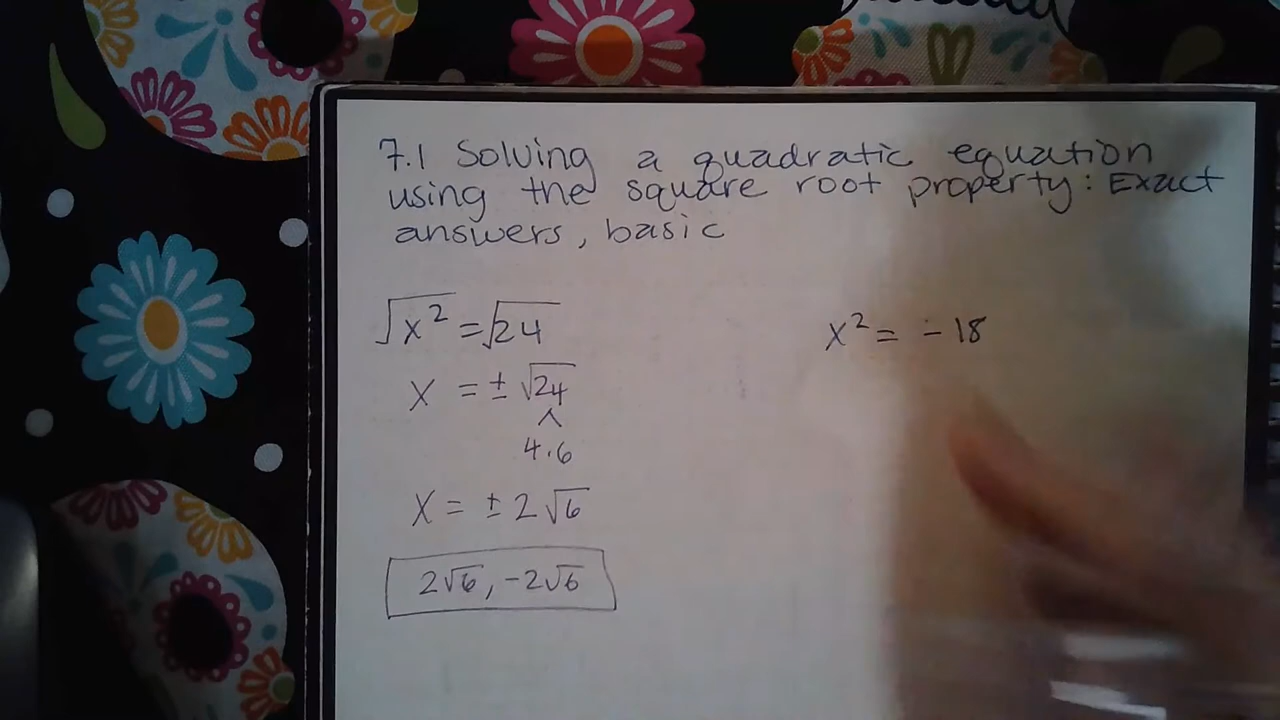 7.1 Solving a quadratic equation
using the square root property: Exact
answers, basic
√x² = √24
x = ±√24
4·6
x = ±2√6
2√6, -2√6
x² = -18